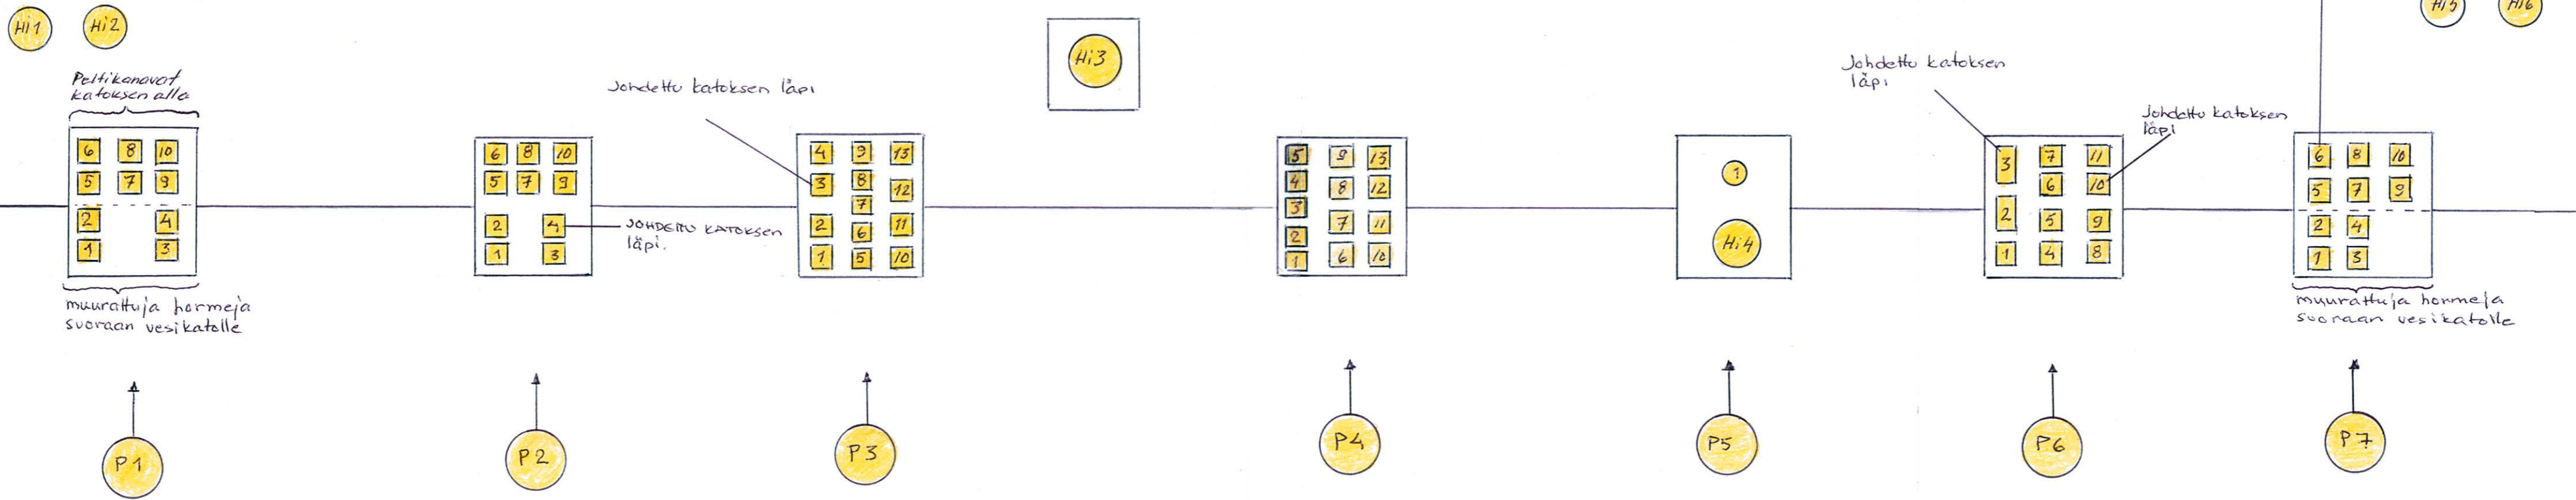 Hi1 Hi2
Hi3
Hi5 Hi6
Peltikanavat
katoksen alla
Johdettu katoksen läpi
Johdettu katoksen
läpi
Johdettu katoksen
läpi
6 8 10
5 7 9
2 4
1 3
muurattuja hormeja
suoraan vesikatolle
6 8 10
5 7 9
2 4
1 3
JOHDETTU KATOKSEN
läpi.
4 9 13
3 8 12
7
2 6 11
1 5 10
5 9 13
4 8 12
3
2 7 11
1 6 10
1
Hi4
3 7 11
6 10
2 5 9
1 4 8
6 8 10
5 7 9
2 4
1 3
muurattuja hormeja
suoraan vesikatolle
P1 P2 P3 P4 P5 P6 P7